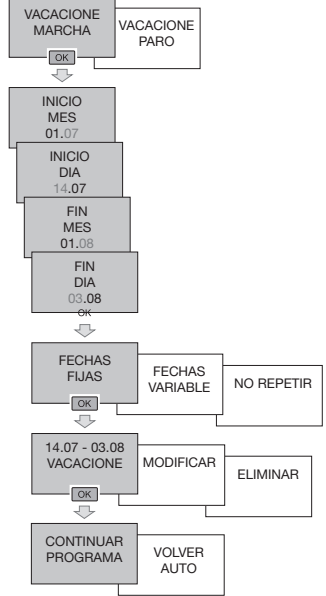 VACACIONE
MARCHA
OK
VACACIONE
PARO
INICIO
MES
01.07
INICIO
DIA
14.07
FIN
MES
01.08
FIN
DIA
03.08
OK
FECHAS
FIJAS
OK
FECHAS
VARIABLE
NO REPETIR
14.07 - 03.08
VACACIONE
OK
MODIFICAR
ELIMINAR
CONTINUAR
PROGRAMA
VOLVER
AUTO